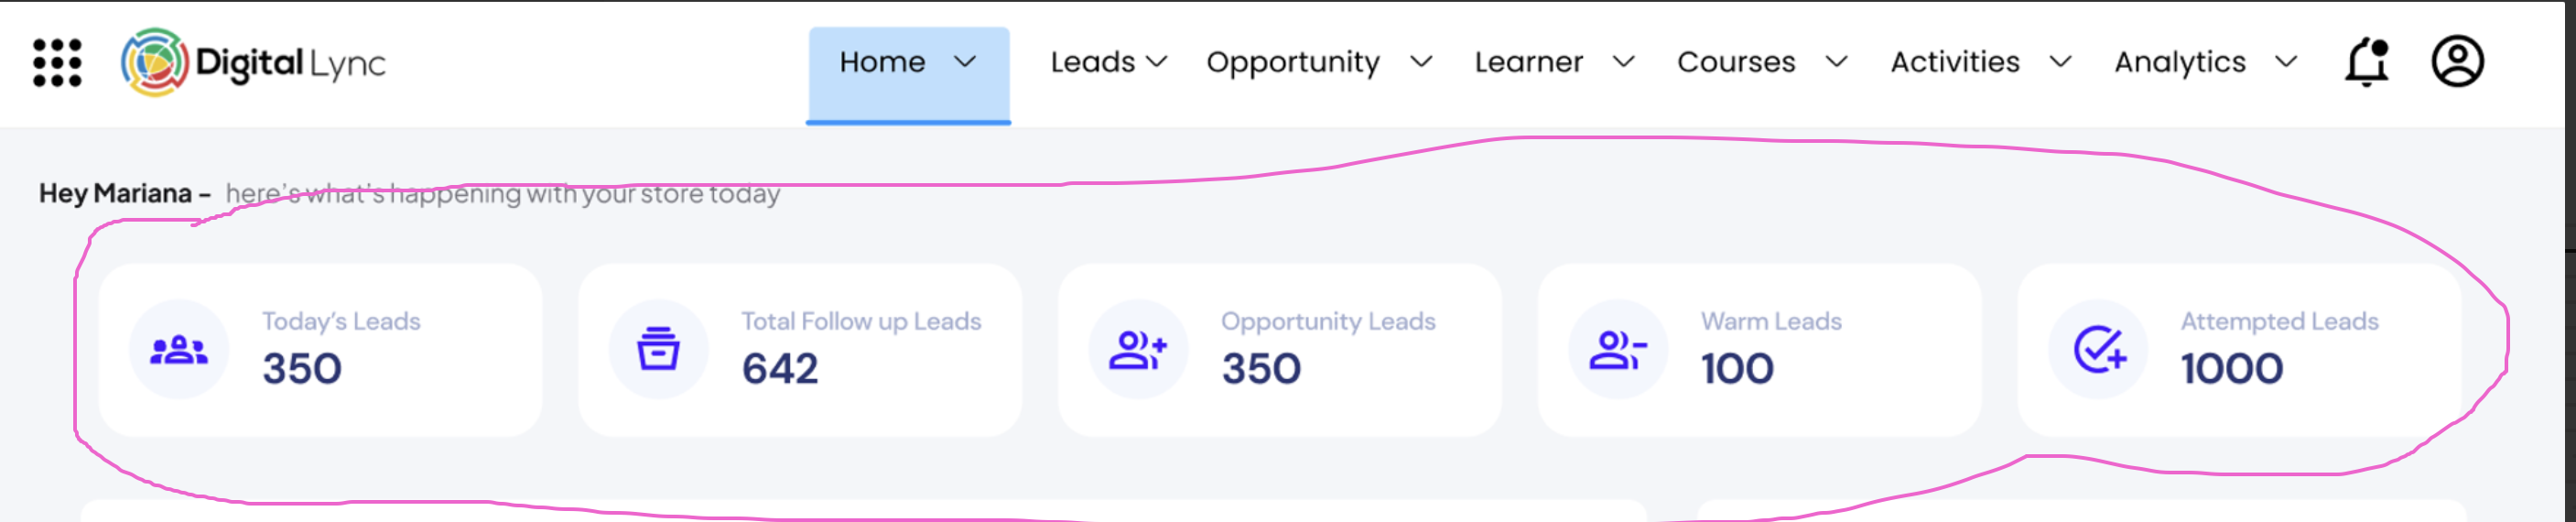 Digital Lync Home Leads Opportunity Learner Courses Activities Analytics
Hey Mariana - here's what's happening with your store today
Today's Leads
350
Total Follow up Leads
642
Opportunity Leads
350
Warm Leads
100
Attempted Leads
1000